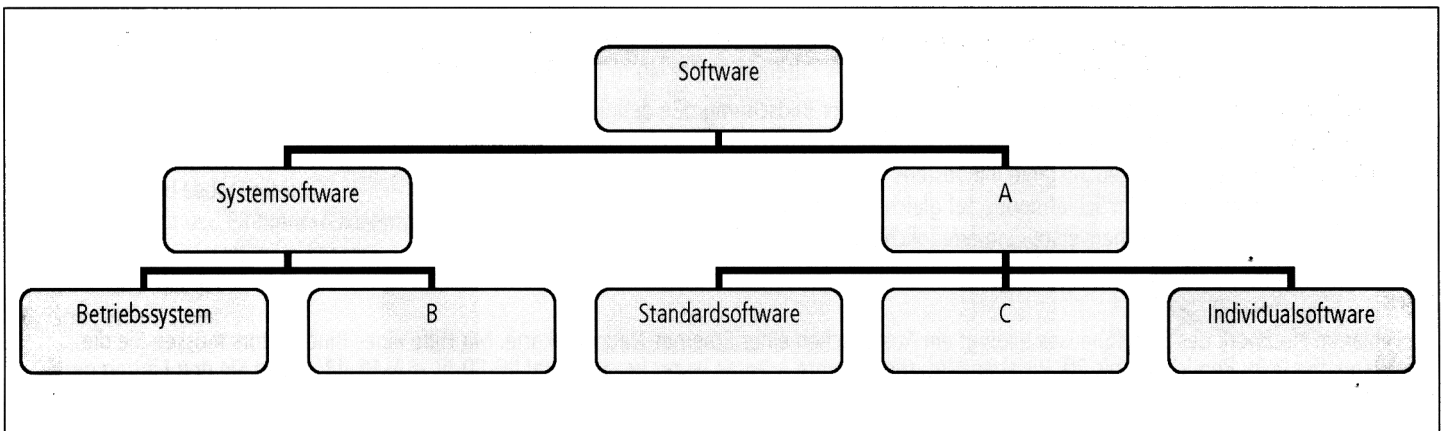 Software
Systemsoftware
A
Betriebssystem
B
Standardsoftware
C
Individualsoftware